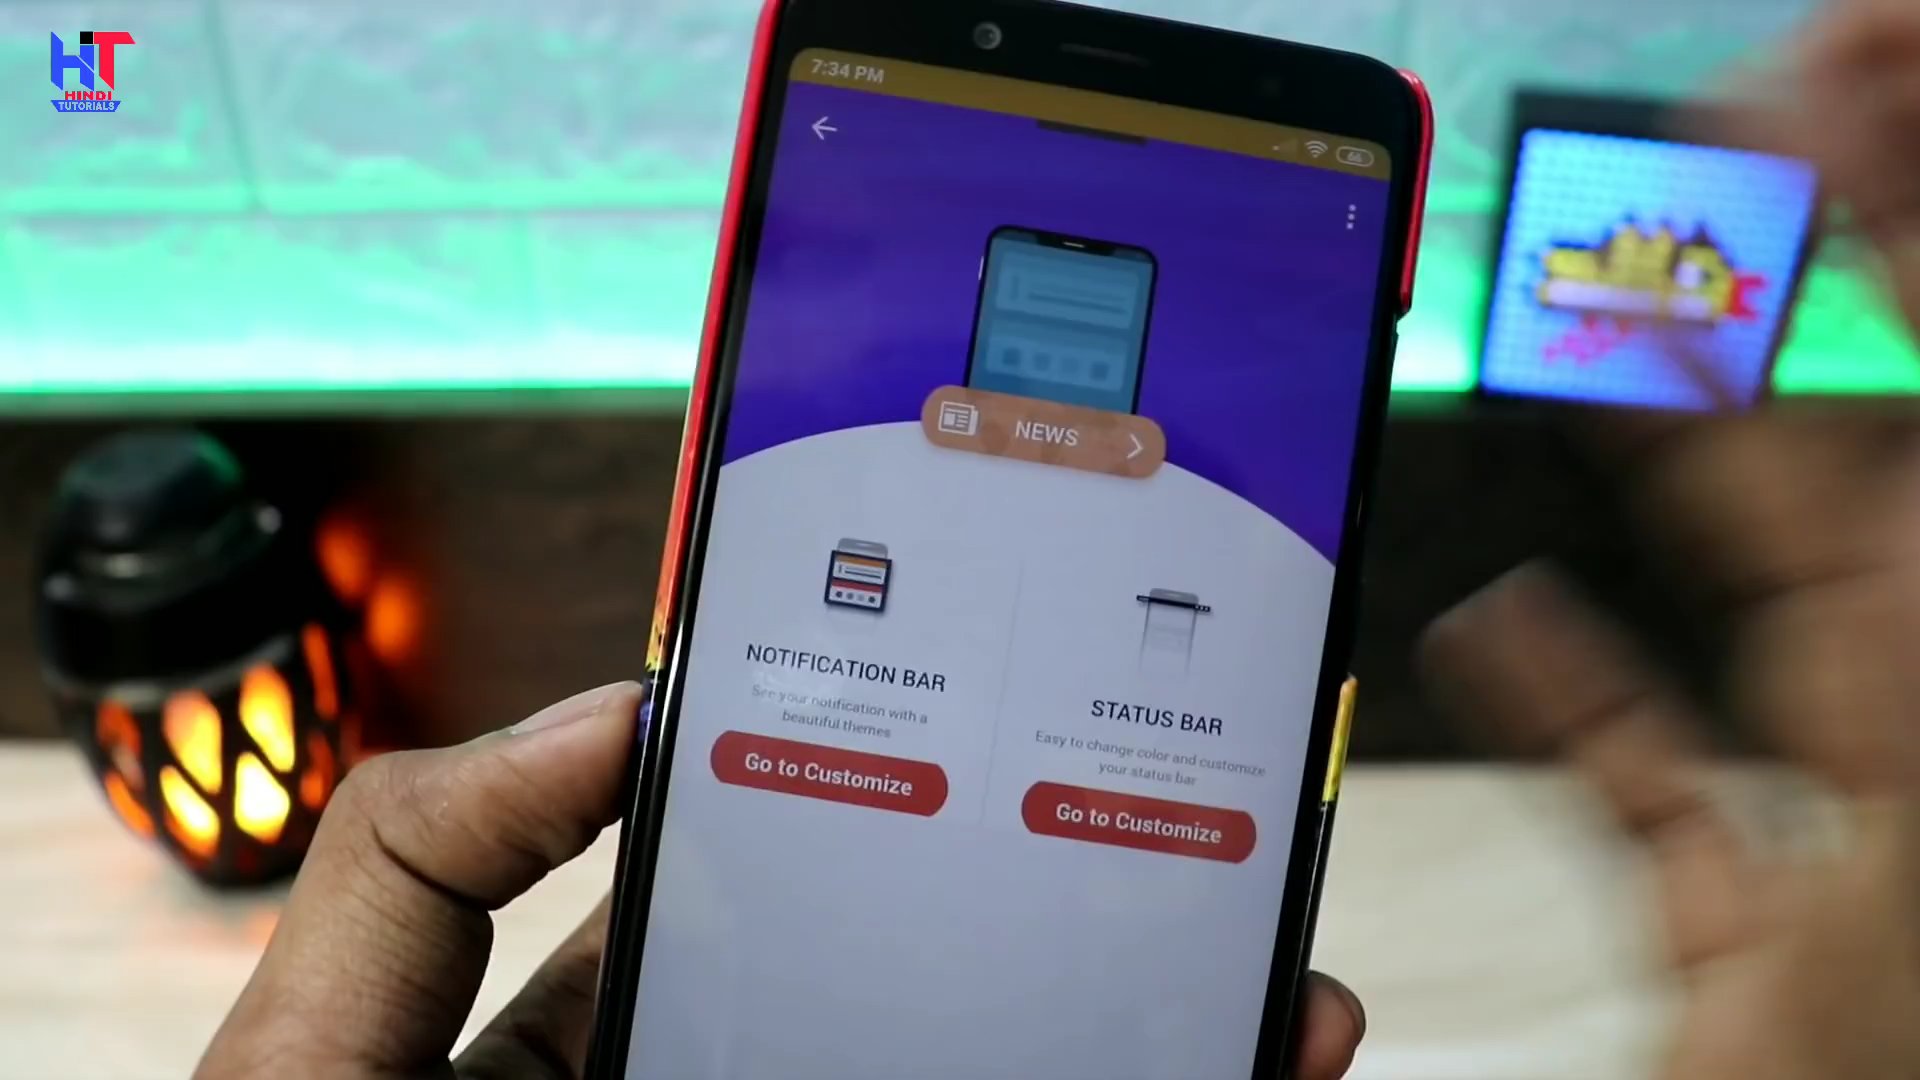 HT
HINDI
TUTORIALS
7:34 PM
66
NEWS
NOTIFICATION BAR
See your notification with a
beautiful themes
Go to Customize
STATUS BAR
Easy to change color and customize
your status bar
Go to Customize